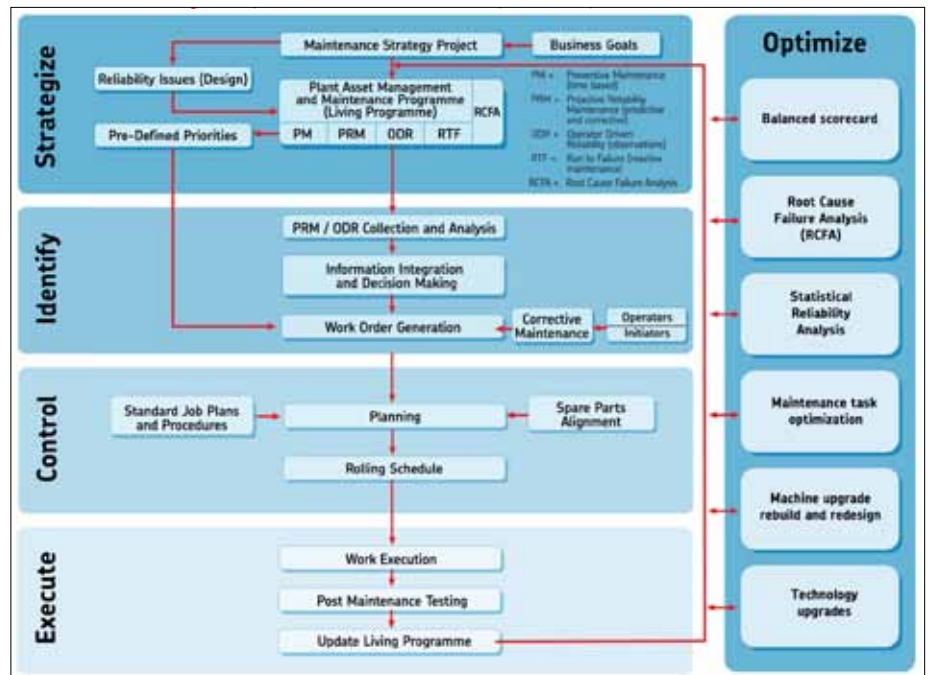 Strategize
Maintenance Strategy Project
Business Goals
Reliability Issues (Design)
Plant Asset Management
and Maintenance Programme
(Living Programme)
RCFA
PM
PRM
ODR
RTF
Pre-Defined Priorities
PM = Preventive Maintenance
(time based)
PRM = Proactive Reliability
Maintenance (predictive
and corrective)
ODR = Operator Driven
Reliability (observations)
RTF = Run to Failure (reactive
maintenance)
RCFA = Root Cause Failure Analysis
Identify
PRM / ODR Collection and Analysis
Information Integration
and Decision Making
Work Order Generation
Corrective
Maintenance
Operators
Initiators
Control
Standard Job Plans
and Procedures
Planning
Spare Parts
Alignment
Rolling Schedule
Execute
Work Execution
Post Maintenance Testing
Update Living Programme
Optimize
Balanced scorecard
Root Cause
Failure Analysis
(RCFA)
Statistical
Reliability
Analysis
Maintenance task
optimization
Machine upgrade
rebuild and redesign
Technology
upgrades